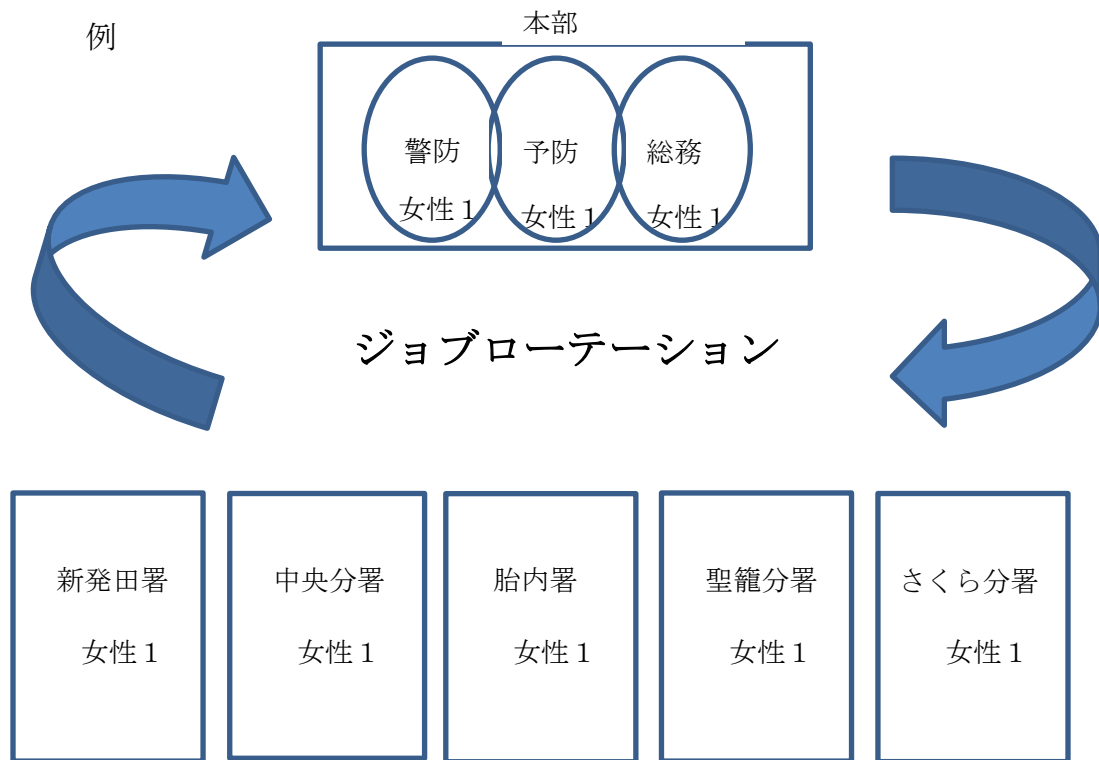 例
本部
警防
女性１
予防
女性１
総務
女性１
ジョブローテーション
新発田署
女性１
中央分署
女性１
胎内署
女性１
聖籠分署
女性１
さくら分署
女性１